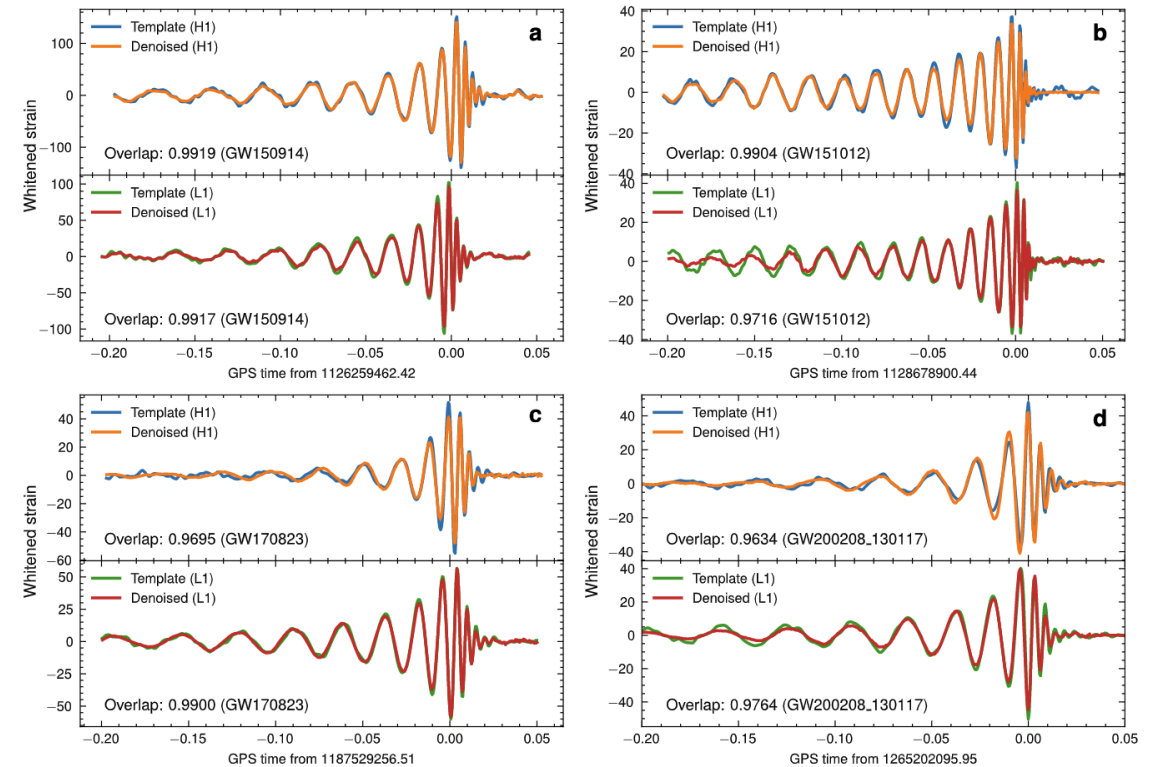 a
Template (H1)
Denoised (H1)
Overlap: 0.9919 (GW150914)
100
0
−100
Whitened strain
Template (L1)
Denoised (L1)
Overlap: 0.9917 (GW150914)
100
50
0
−50
−100
−0.20 −0.15 −0.10 −0.05 0.00 0.05
GPS time from 1126259462.42
b
Template (H1)
Denoised (H1)
Overlap: 0.9904 (GW151012)
40
20
0
−20
−40
Whitened strain
Template (L1)
Denoised (L1)
Overlap: 0.9716 (GW151012)
40
20
0
−20
−40
−0.20 −0.15 −0.10 −0.05 0.00 0.05
GPS time from 1128678900.44
c
Template (H1)
Denoised (H1)
Overlap: 0.9695 (GW170823)
40
20
0
−20
−40
−60
Whitened strain
Template (L1)
Denoised (L1)
Overlap: 0.9900 (GW170823)
50
25
0
−25
−50
−0.20 −0.15 −0.10 −0.05 0.00 0.05
GPS time from 1187529256.51
d
Template (H1)
Denoised (H1)
Overlap: 0.9634 (GW200208_130117)
40
20
0
−20
−40
Whitened strain
Template (L1)
Denoised (L1)
Overlap: 0.9764 (GW200208_130117)
40
20
0
−20
−40
−0.20 −0.15 −0.10 −0.05 0.00 0.05
GPS time from 1265202095.95